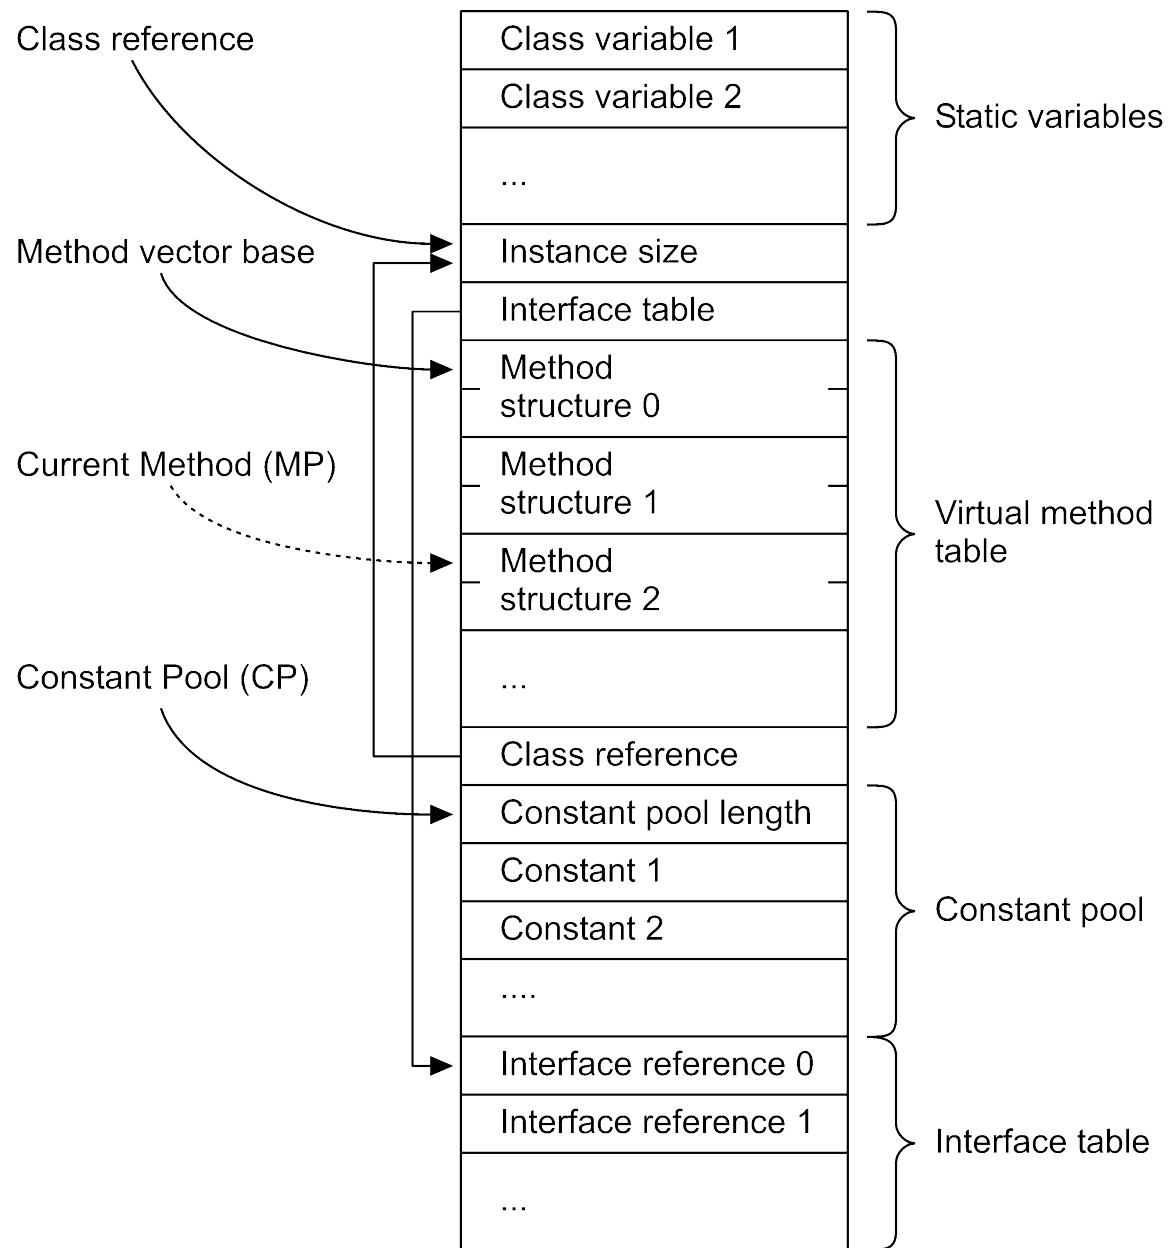 Class reference
Class variable 1
Class variable 2
Static variables
...
Method vector base
Instance size
Interface table
Method
structure 0
Current Method (MP)
Method
structure 1
Virtual method
table
Method
structure 2
Constant Pool (CP)
...
Class reference
Constant pool length
Constant 1
Constant pool
Constant 2
....
Interface reference 0
Interface reference 1
Interface table
...